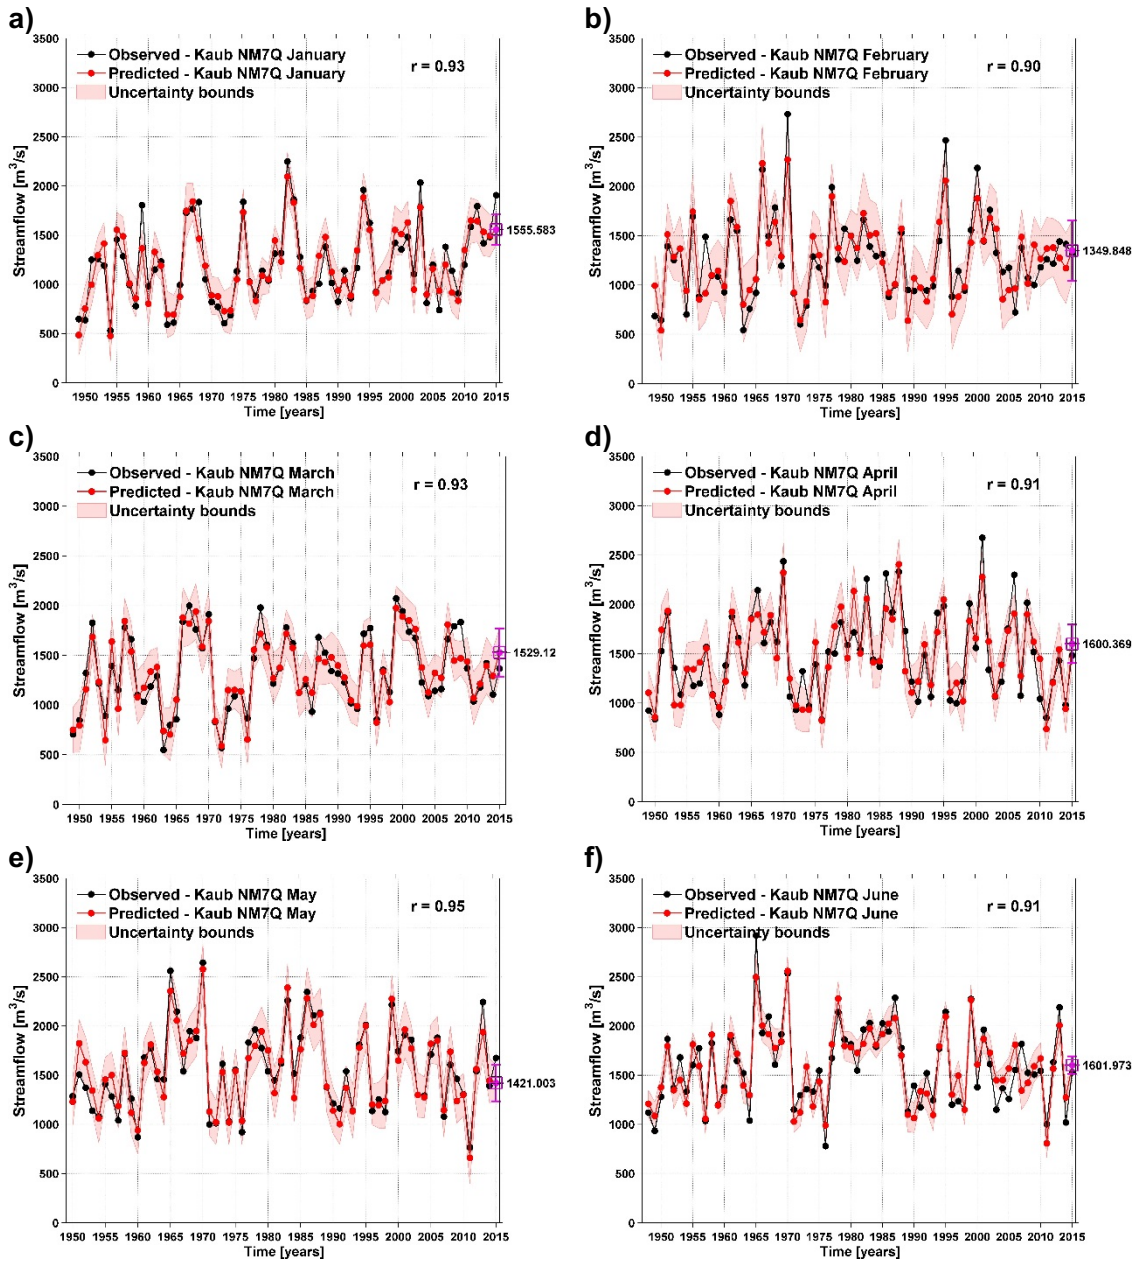 a)
Observed - Kaub NM7Q January
Predicted - Kaub NM7Q January
Uncertainty bounds
r = 0.93
Streamflow [m³/s]
3500
3000
2500
2000
1500
1000
500
0
1555.583
1950 1955 1960 1965 1970 1975 1980 1985 1990 1995 2000 2005 2010 2015
Time [years]
b)
Observed - Kaub NM7Q February
Predicted - Kaub NM7Q February
Uncertainty bounds
r = 0.90
Streamflow [m³/s]
3500
3000
2500
2000
1500
1000
500
0
1349.848
1950 1955 1960 1965 1970 1975 1980 1985 1990 1995 2000 2005 2010 2015
Time [years]
c)
Observed - Kaub NM7Q March
Predicted - Kaub NM7Q March
Uncertainty bounds
r = 0.93
Streamflow [m³/s]
3500
3000
2500
2000
1500
1000
500
0
1529.12
1950 1955 1960 1965 1970 1975 1980 1985 1990 1995 2000 2005 2010 2015
Time [years]
d)
Observed - Kaub NM7Q April
Predicted - Kaub NM7Q April
Uncertainty bounds
r = 0.91
Streamflow [m³/s]
3500
3000
2500
2000
1500
1000
500
0
1600.369
1950 1955 1960 1965 1970 1975 1980 1985 1990 1995 2000 2005 2010 2015
Time [years]
e)
Observed - Kaub NM7Q May
Predicted - Kaub NM7Q May
Uncertainty bounds
r = 0.95
Streamflow [m³/s]
3500
3000
2500
2000
1500
1000
500
0
1421.003
1950 1955 1960 1965 1970 1975 1980 1985 1990 1995 2000 2005 2010 2015
Time [years]
f)
Observed - Kaub NM7Q June
Predicted - Kaub NM7Q June
Uncertainty bounds
r = 0.91
Streamflow [m³/s]
3500
3000
2500
2000
1500
1000
500
0
1601.973
1950 1955 1960 1965 1970 1975 1980 1985 1990 1995 2000 2005 2010 2015
Time [years]